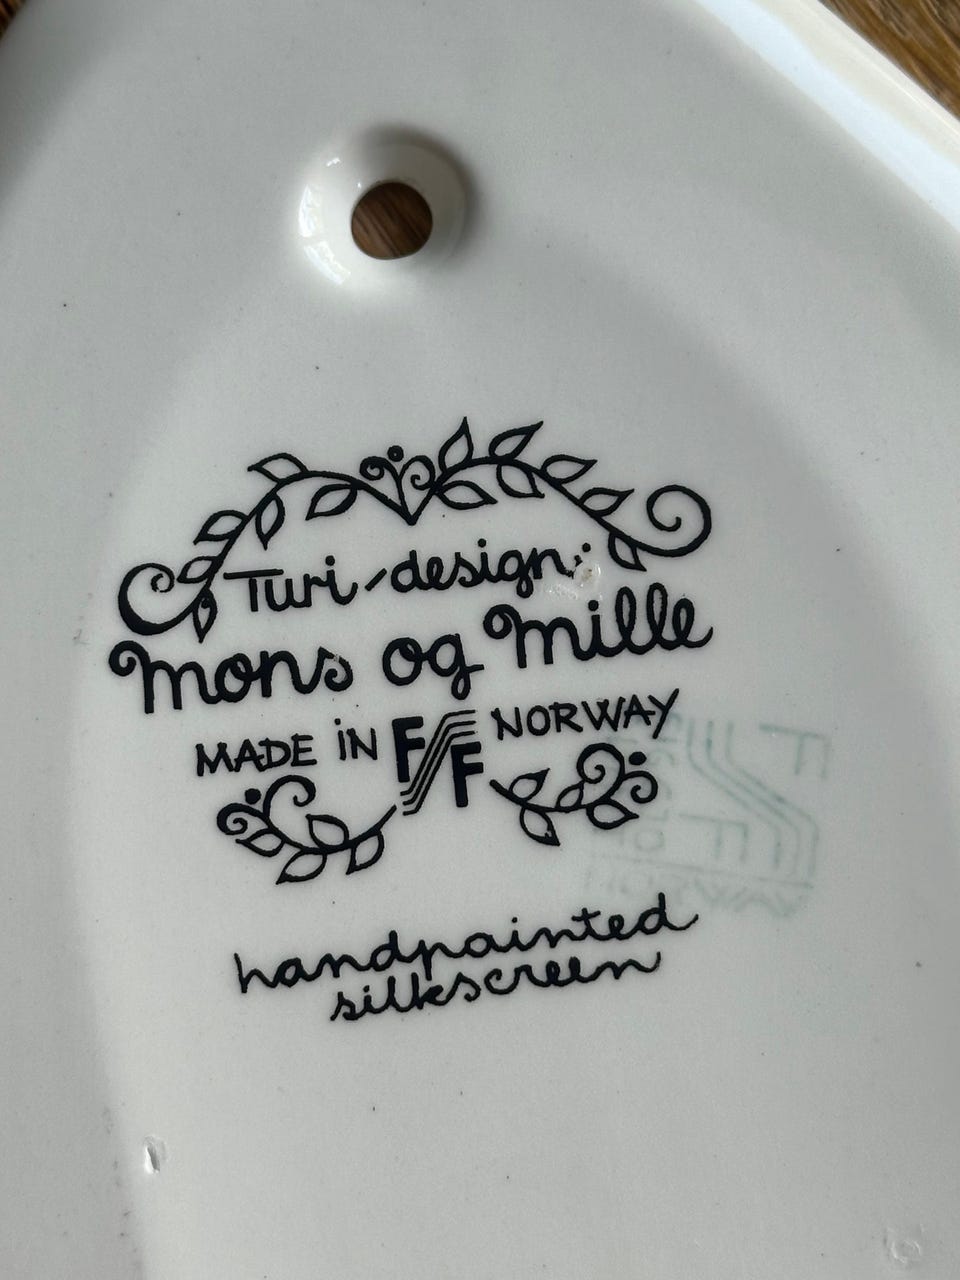 Turi-design:
Mons og Mille
MADE IN F/F NORWAY
handpainted
silkscreen